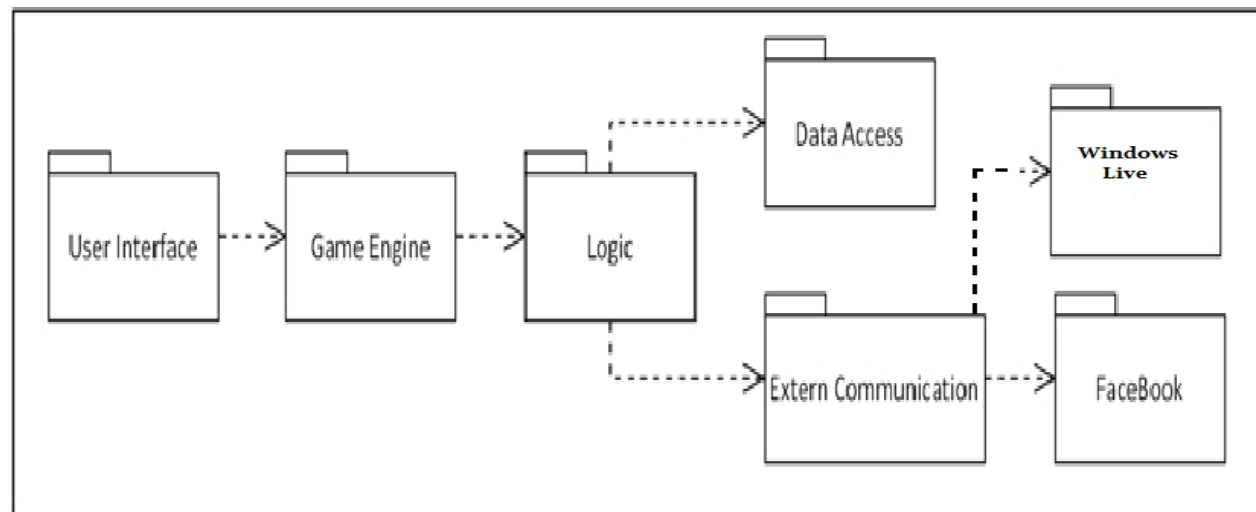 User Interface
Game Engine
Logic
Data Access
Windows
Live
Extern Communication
FaceBook